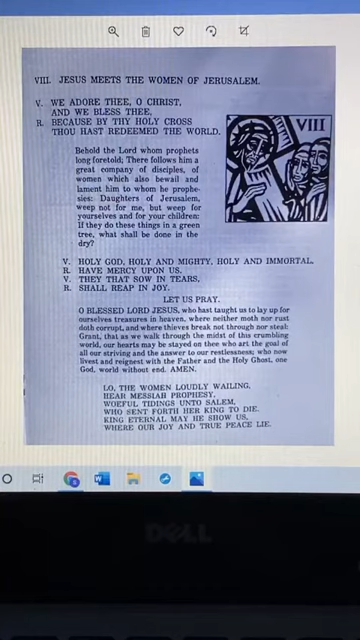 VIII. JESUS MEETS THE WOMEN OF JERUSALEM.
V. WE ADORE THEE, O CHRIST,
AND WE BLESS THEE,
R. BECAUSE BY THY HOLY CROSS
THOU HAST REDEEMED THE WORLD.
VIII
Behold the Lord whom prophets
long foretold; There follows him a
great company of disciples, of
women which also bewail and
lament him to whom he prophe-
sies: Daughters of Jerusalem,
weep not for me, but weep for
yourselves and for your children:
If they do these things in a green
tree, what shall be done in the
dry?
V. HOLY GOD, HOLY AND MIGHTY, HOLY AND IMMORTAL,
R. HAVE MERCY UPON US.
V. THEY THAT SOW IN TEARS,
R. SHALL REAP IN JOY.
LET US PRAY.
O BLESSED LORD JESUS, who hast taught us to lay up for
ourselves treasures in heaven, where neither moth nor rust
doth corrupt, and where thieves break not through nor steal:
Grant, that as we walk through the midst of this crumbling
world, our hearts may be stayed on thee who art the goal of
all our striving and the answer to our restlessness; who now
livest and reignest with the Father and the Holy Ghost, one
God, world without end. AMEN.
LO, THE WOMEN LOUDLY WAILING,
HEAR MESSIAH PROPHESY,
WOEFUL TIDINGS UNTO SALEM,
WHO SENT FORTH HER KING TO DIE.
KING ETERNAL MAY HE SHOW US,
WHERE OUR JOY AND TRUE PEACE LIE.
DELL